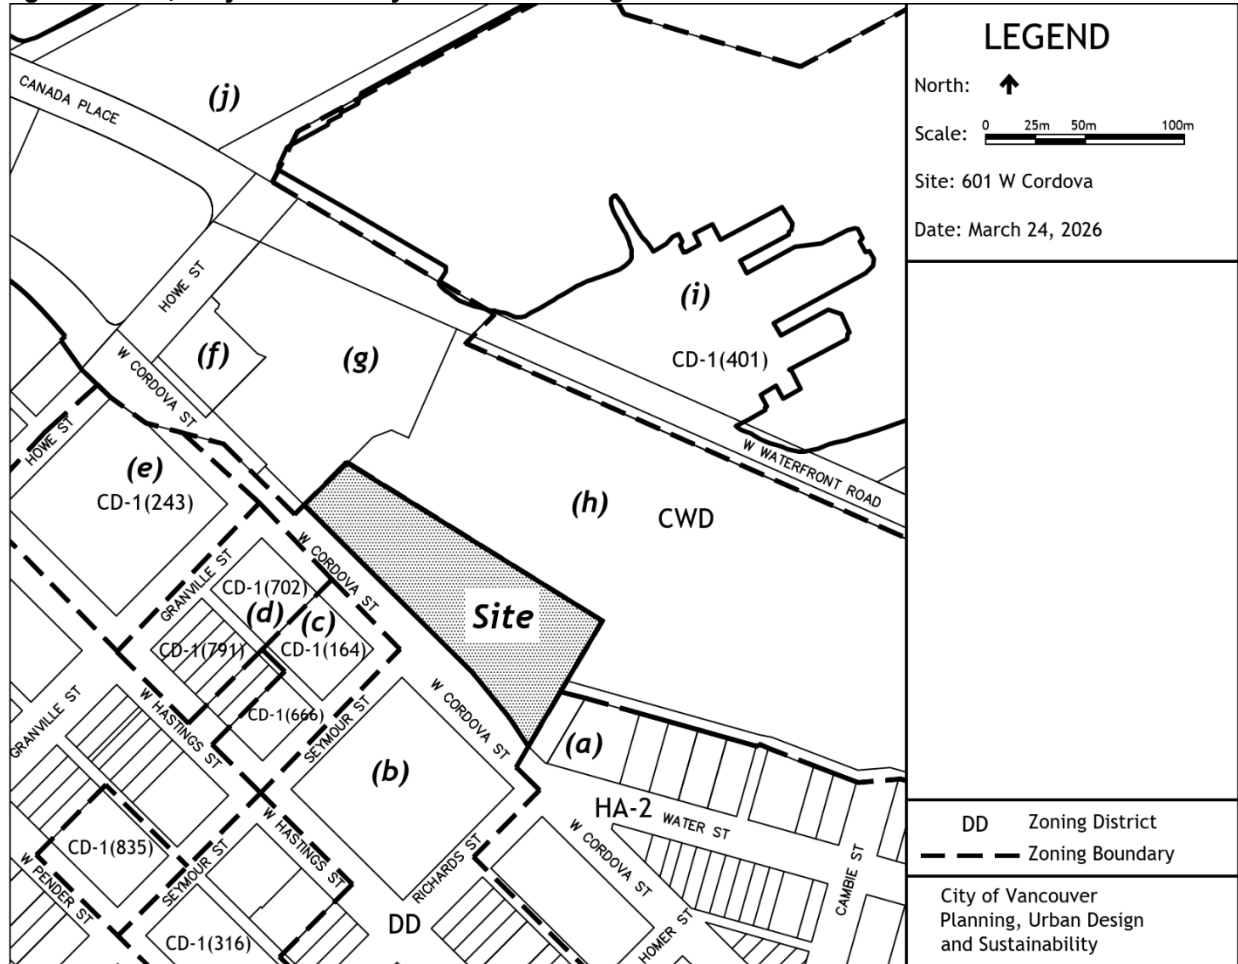 (j)
CANADA PLACE
HOWE ST
(f)
(g)
(i)
CD-1(401)
W CORDOVA ST
W WATERFRONT ROAD
HOWE ST
(e)
CD-1(243)
(h)
CWD
W CORDOVA ST
GRANVILLE ST
CD-1(702)
(d)
(c)
CD-1(791)
CD-1(164)
Site
CD-1(666)
W HASTINGS ST
SEYMOUR ST
W CORDOVA ST
GRANVILLE ST
(a)
(b)
HA-2
WATER ST
CD-1(835)
W HASTINGS ST
W CORDOVA ST
W PENDER ST
SEYMOUR ST
RICHARDS ST
CAMBIE ST
DD
HOMER ST
CD-1(316)
LEGEND
North:
Scale: 0 25m 50m 100m
Site: 601 W Cordova
Date: March 24, 2026
DD Zoning District
Zoning Boundary
City of Vancouver
Planning, Urban Design
and Sustainability